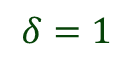 δ = 1